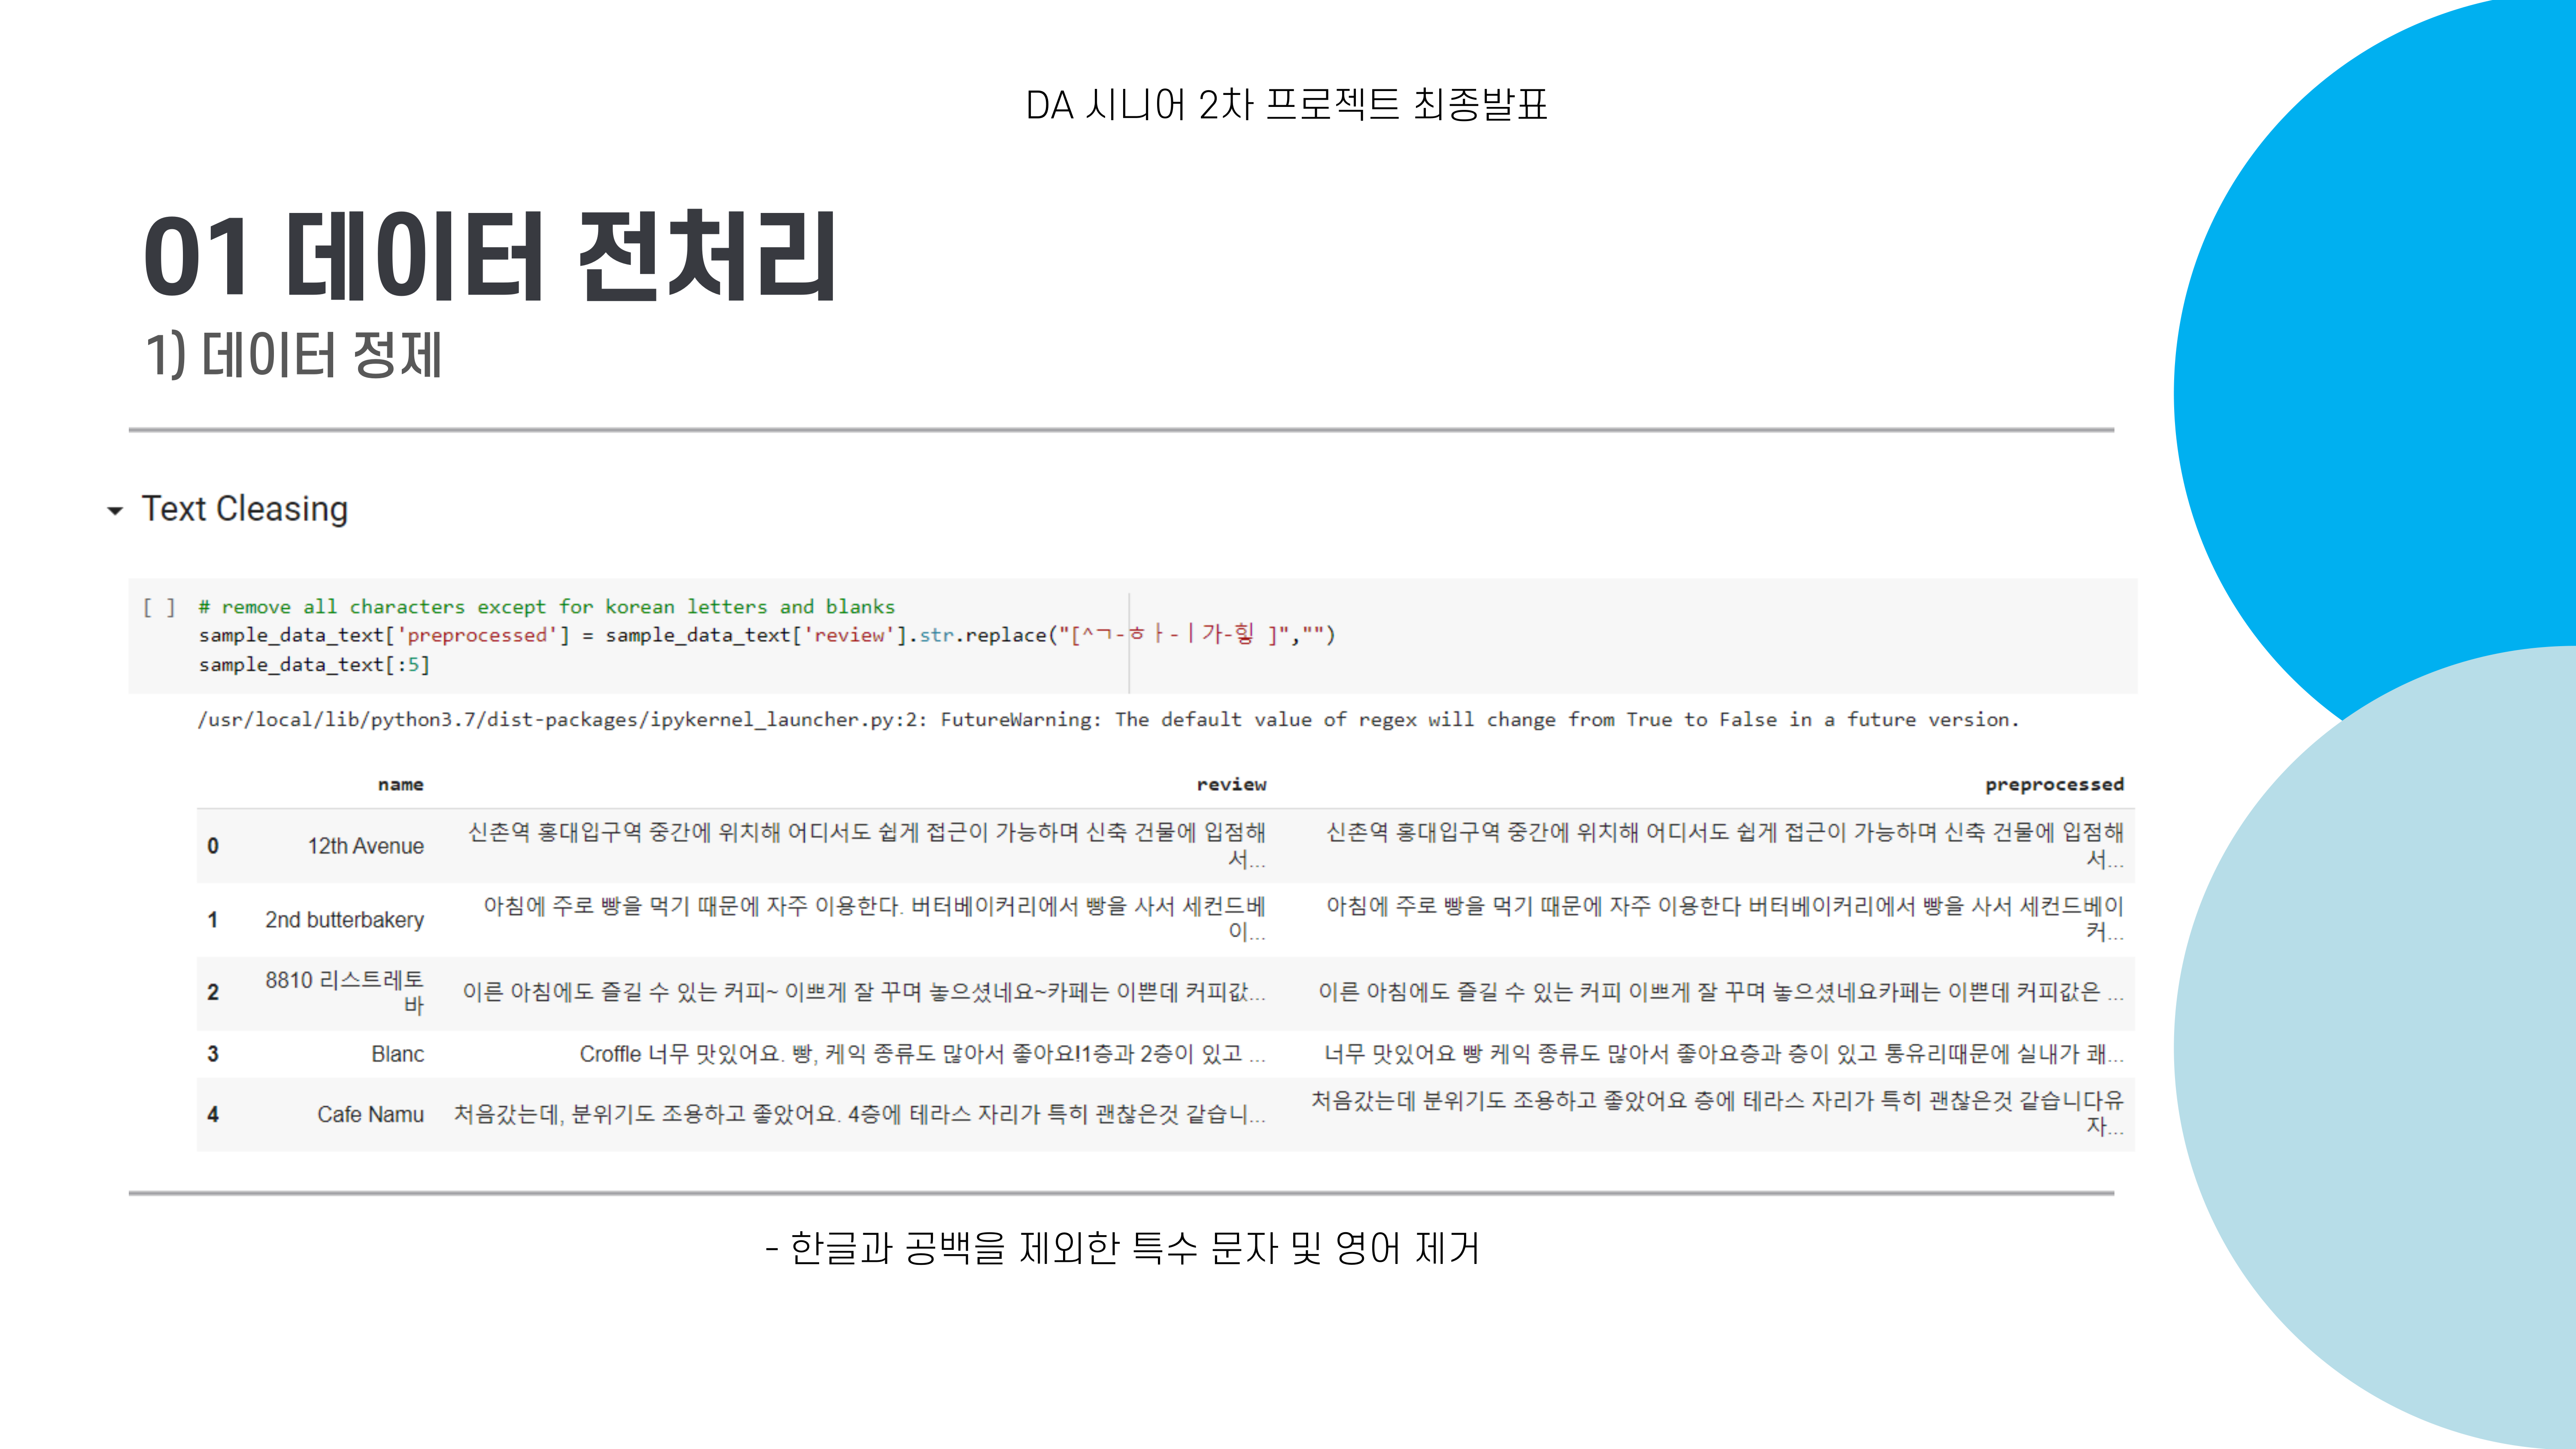 DA 시니어 2차 프로젝트 최종발표
01 데이터 전처리
1) 데이터 정제
Text Cleasing
[ ] # remove all characters except for korean letters and blanks
sample_data_text['preprocessed'] = sample_data_text['review'].str.replace("[^ㄱ-ㅎㅏ-ㅣ가-힣 ]","")
sample_data_text[:5]
/usr/local/lib/python3.7/dist-packages/ipykernel_launcher.py:2: FutureWarning: The default value of regex will change from True to False in a future version.
name review preprocessed
0 12th Avenue 신촌역 홍대입구역 중간에 위치해 어디서도 쉽게 접근이 가능하며 신축 건물에 입점해 신촌역 홍대입구역 중간에 위치해 어디서도 쉽게 접근이 가능하며 신축 건물에 입점해
서... 서...
1 2nd butterbakery 아침에 주로 빵을 먹기 때문에 자주 이용한다. 버터베이커리에서 빵을 사서 세컨드베 아침에 주로 빵을 먹기 때문에 자주 이용한다 버터베이커리에서 빵을 사서 세컨드베이
이... 커...
2 8810 리스트레토 이른 아침에도 즐길 수 있는 커피~ 이쁘게 잘 꾸며 놓으셨네요~카페는 이쁜데 커피값... 이른 아침에도 즐길 수 있는 커피 이쁘게 잘 꾸며 놓으셨네요카페는 이쁜데 커피값은 ...
바
3 Blanc Croffle 너무 맛있어요. 빵, 케익 종류도 많아서 좋아요!1층과 2층이 있고 ... 너무 맛있어요 빵 케익 종류도 많아서 좋아요층과 층이 있고 통유리때문에 실내가 쾌...
4 Cafe Namu 처음갔는데, 분위기도 조용하고 좋았어요. 4층에 테라스 자리가 특히 괜찮은것 같습니... 처음갔는데 분위기도 조용하고 좋았어요 층에 테라스 자리가 특히 괜찮은것 같습니다유
자...
- 한글과 공백을 제외한 특수 문자 및 영어 제거